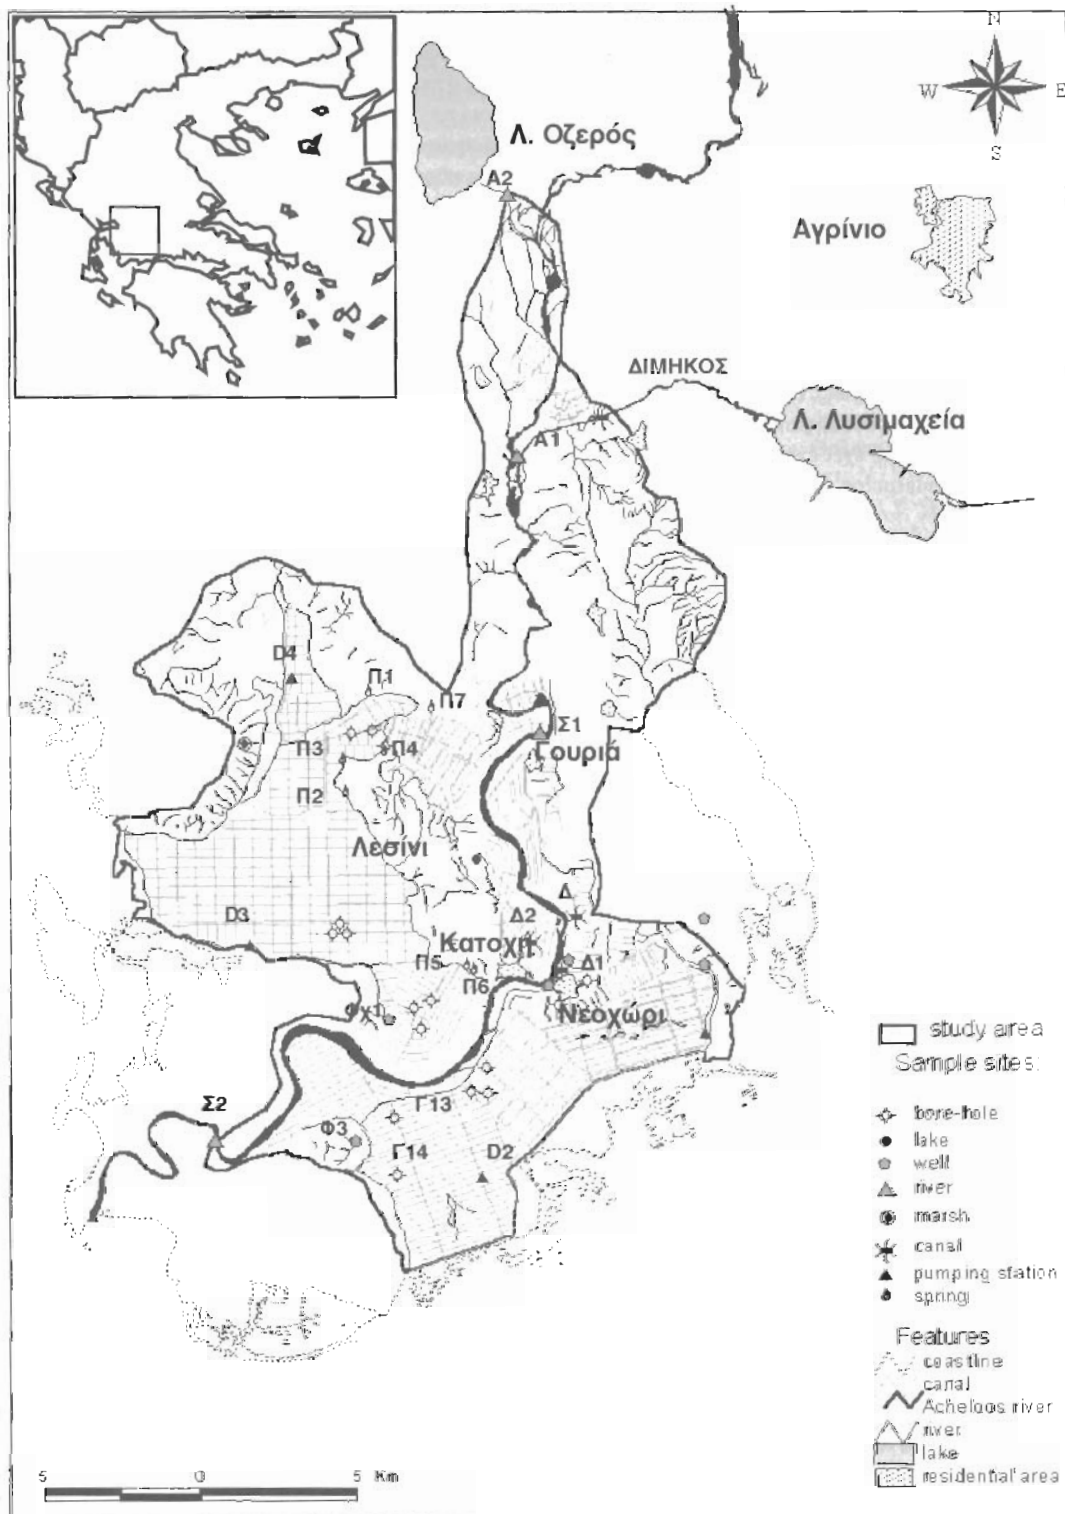 N
W E
S
Λ. Οζερός
A2
Αγρίνιο
ΔΙΜΗΚΟΣ
Λ. Λυσιμαχεία
A1
D4
Π1
Π7
Σ1
Γουριά
Π3
Π4
Π2
Λεσίνι
Δ
Δ2
D3
Κατοχή
Δ1
Π5
Π6
Νεοχώρι
Φχ1
Γ13
Σ2
Φ3
Γ14
D2
study area
Sample sites:
bore-hole
lake
well
river
marsh
canal
pumping station
spring
Features
coastline
canal
Acheloos river
river
lake
residential area
5 0 5 Km